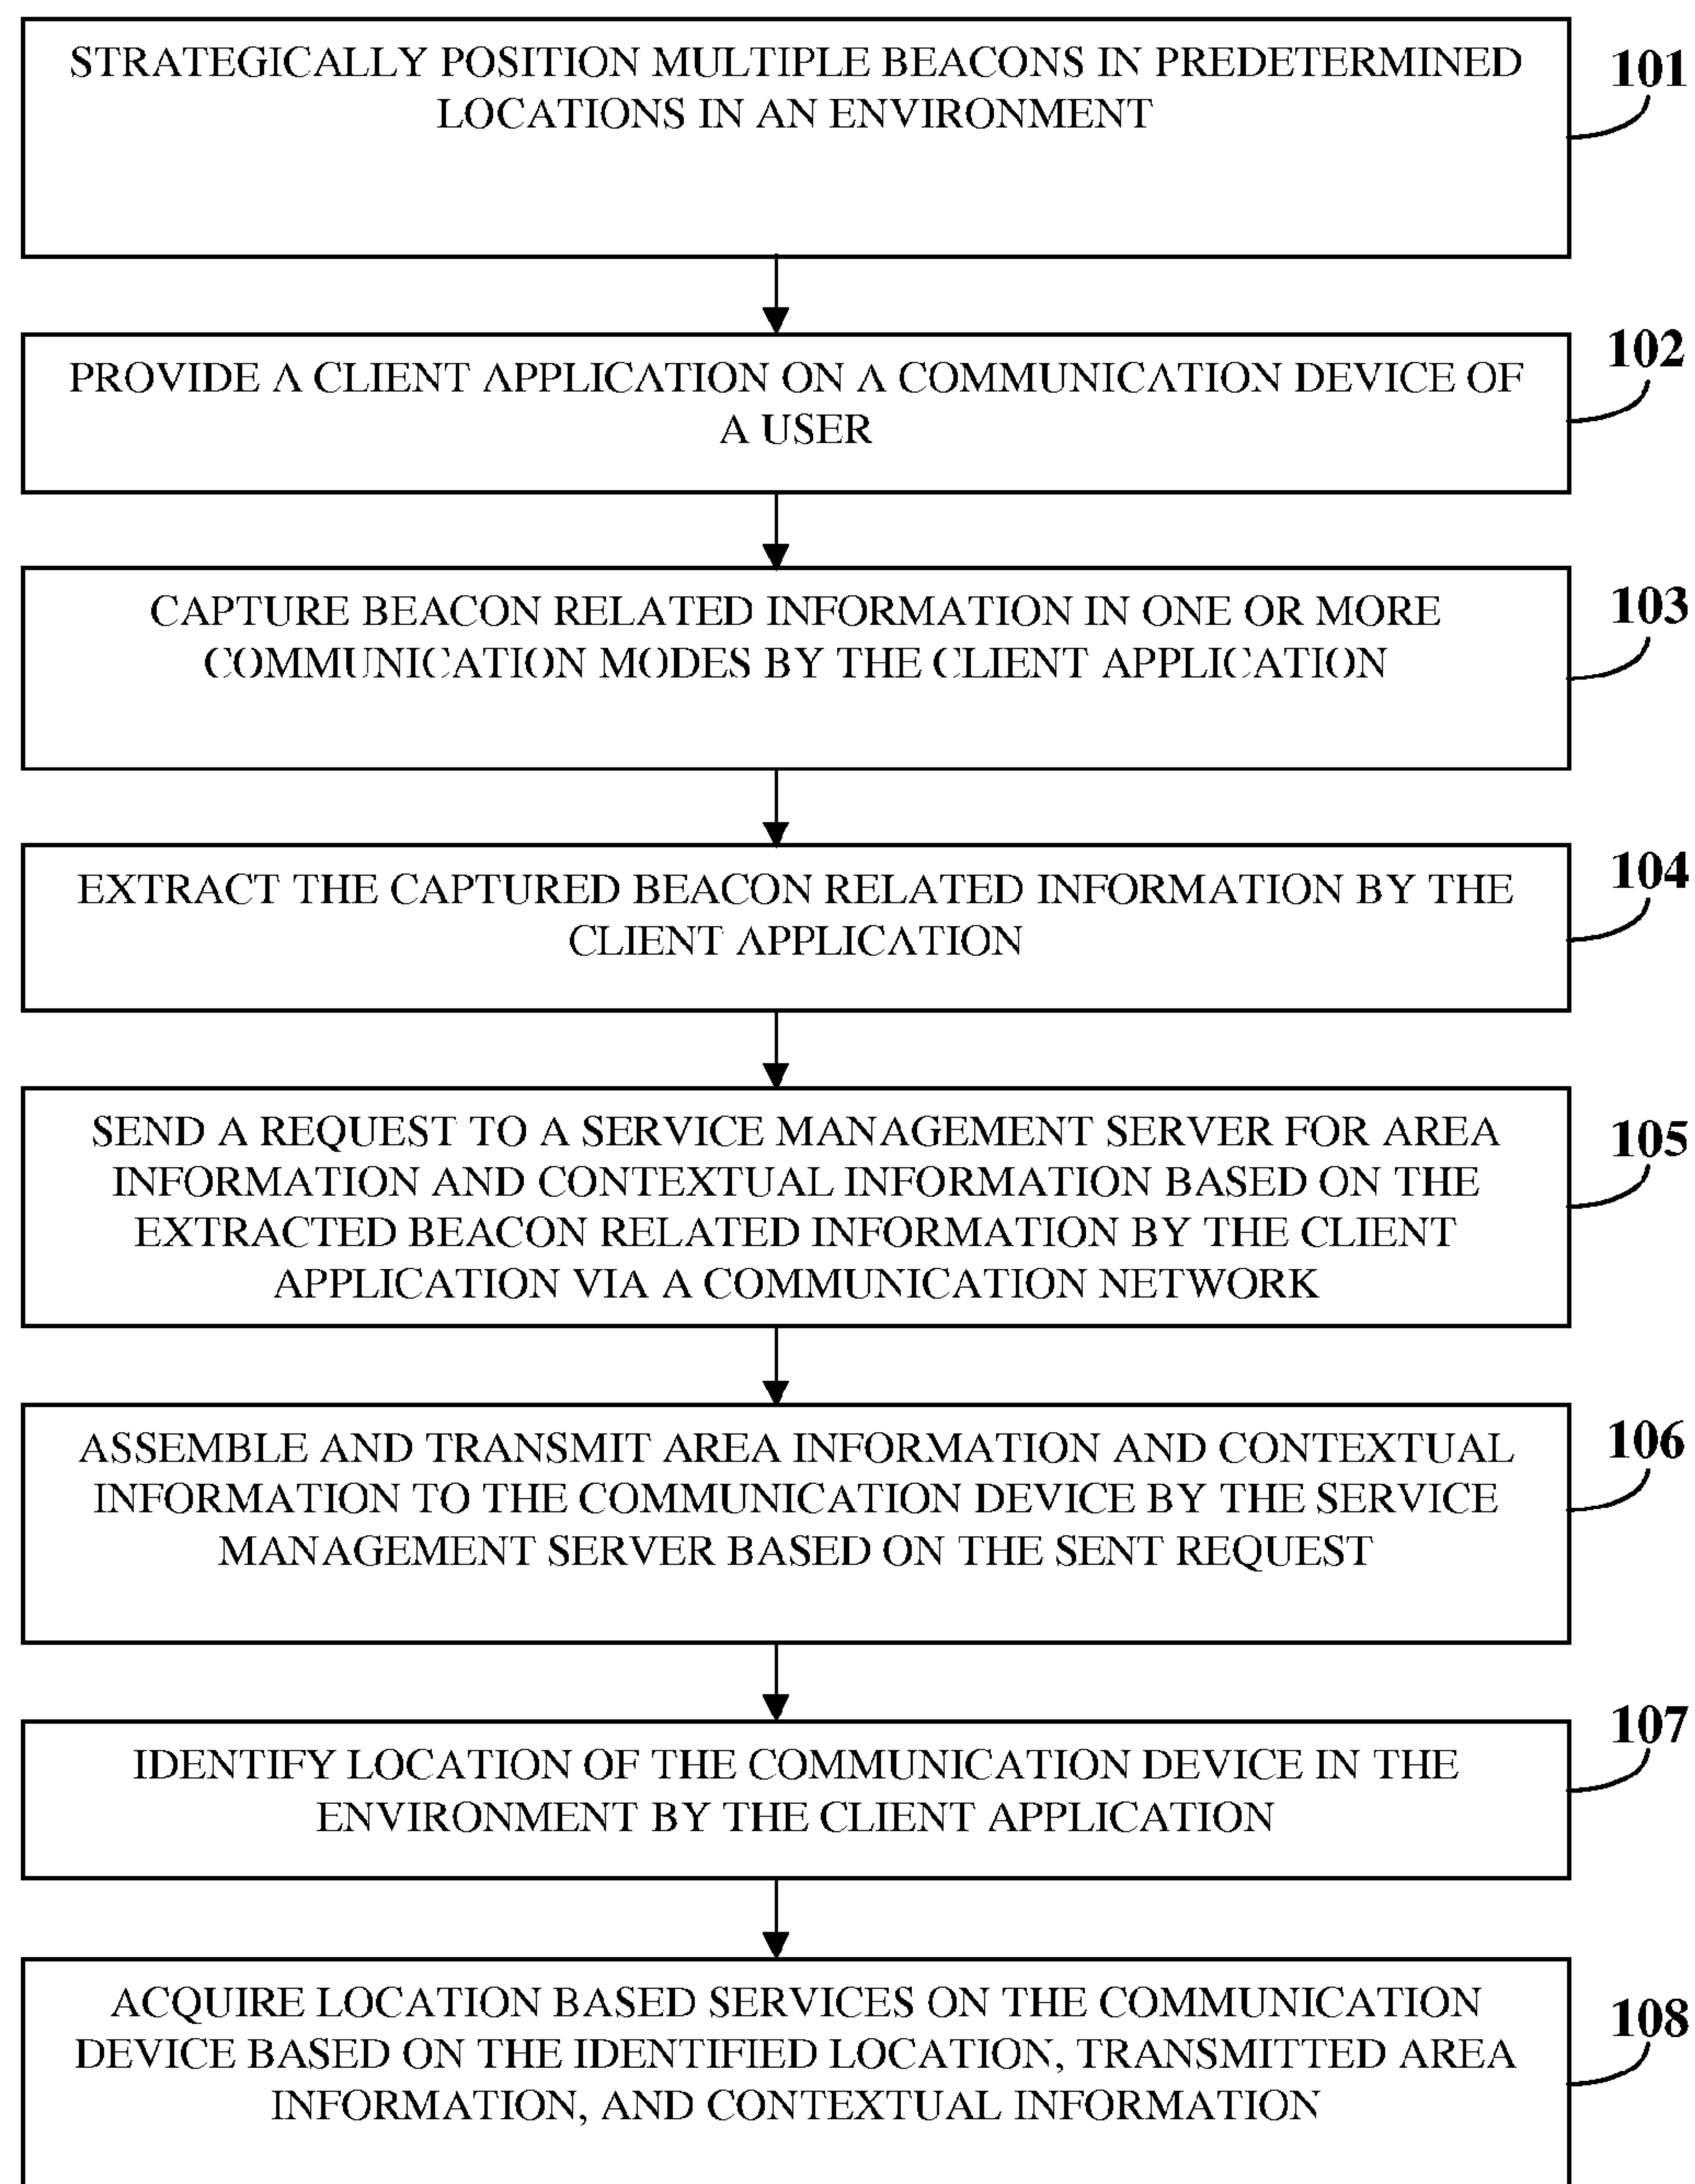 STRATEGICALLY POSITION MULTIPLE BEACONS IN PREDETERMINED
LOCATIONS IN AN ENVIRONMENT
101
PROVIDE A CLIENT APPLICATION ON A COMMUNICATION DEVICE OF
A USER
102
CAPTURE BEACON RELATED INFORMATION IN ONE OR MORE
COMMUNICATION MODES BY THE CLIENT APPLICATION
103
EXTRACT THE CAPTURED BEACON RELATED INFORMATION BY THE
CLIENT APPLICATION
104
SEND A REQUEST TO A SERVICE MANAGEMENT SERVER FOR AREA
INFORMATION AND CONTEXTUAL INFORMATION BASED ON THE
EXTRACTED BEACON RELATED INFORMATION BY THE CLIENT
APPLICATION VIA A COMMUNICATION NETWORK
105
ASSEMBLE AND TRANSMIT AREA INFORMATION AND CONTEXTUAL
INFORMATION TO THE COMMUNICATION DEVICE BY THE SERVICE
MANAGEMENT SERVER BASED ON THE SENT REQUEST
106
IDENTIFY LOCATION OF THE COMMUNICATION DEVICE IN THE
ENVIRONMENT BY THE CLIENT APPLICATION
107
ACQUIRE LOCATION BASED SERVICES ON THE COMMUNICATION
DEVICE BASED ON THE IDENTIFIED LOCATION, TRANSMITTED AREA
INFORMATION, AND CONTEXTUAL INFORMATION
108